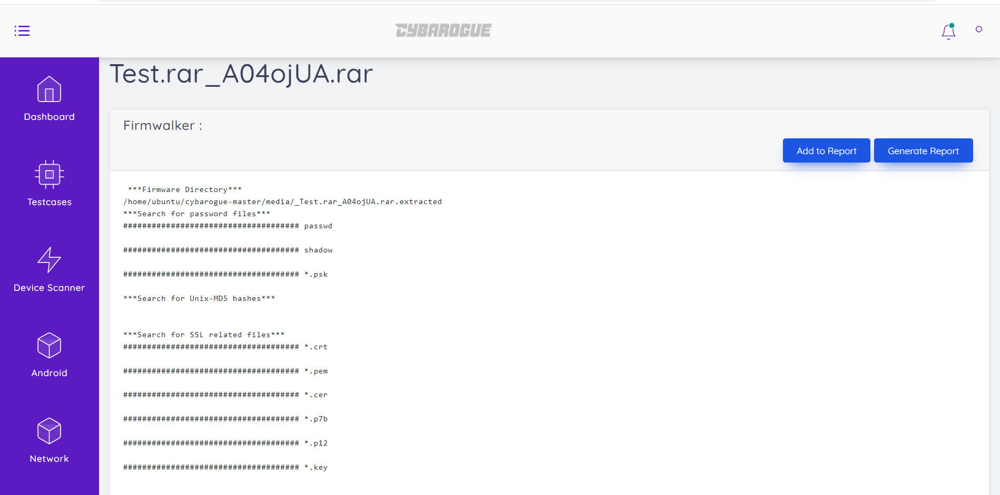 CYBAROGUE
Dashboard
Testcases
Device Scanner
Android
Network
Test.rar_A04ojUA.rar
Firmwalker :
Add to Report
Generate Report
***Firmware Directory***
/home/ubuntu/cybarogue-master/media/_Test.rar_A04ojUA.rar.extracted
***Search for password files***
##################################### passwd
##################################### shadow
##################################### *.psk
***Search for Unix-MD5 hashes***
***Search for SSL related files***
##################################### *.crt
##################################### *.pem
##################################### *.cer
##################################### *.p7b
##################################### *.p12
##################################### *.key